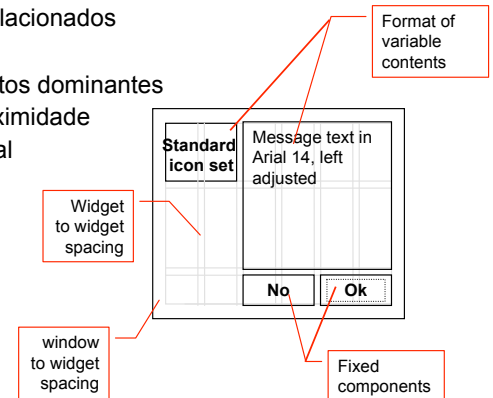 lacionados
tos dominantes
ximidade
al
Format of
variable
contents
Standard
icon set
Message text in
Arial 14, left
adjusted
Widget
to widget
spacing
No
Ok
window
to widget
spacing
Fixed
components